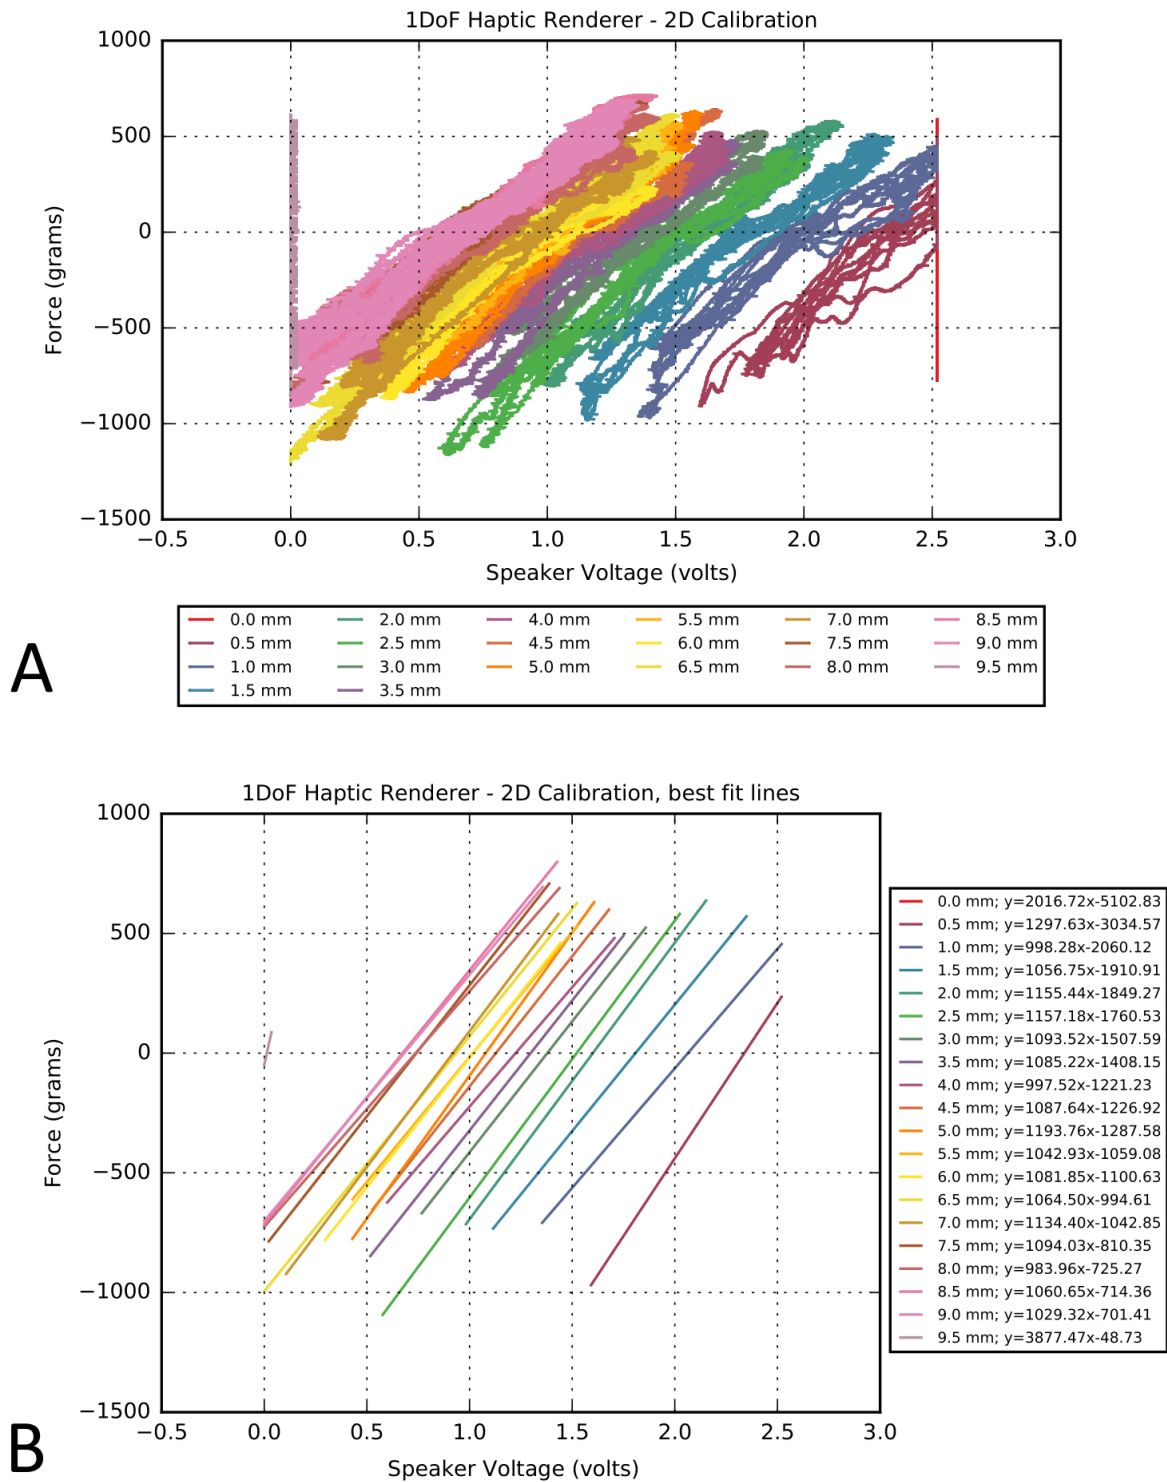 1DoF Haptic Renderer - 2D Calibration
1000
500
0
−500
−1000
−1500
Force (grams)
−0.5 0.0 0.5 1.0 1.5 2.0 2.5 3.0
Speaker Voltage (volts)
0.0 mm 2.0 mm 4.0 mm 5.5 mm 7.0 mm 8.5 mm
0.5 mm 2.5 mm 4.5 mm 6.0 mm 7.5 mm 9.0 mm
1.0 mm 3.0 mm 5.0 mm 6.5 mm 8.0 mm 9.5 mm
1.5 mm 3.5 mm
A
1DoF Haptic Renderer - 2D Calibration, best fit lines
1000
500
0
−500
−1000
−1500
Force (grams)
−0.5 0.0 0.5 1.0 1.5 2.0 2.5 3.0
Speaker Voltage (volts)
0.0 mm; y=2016.72x-5102.83
0.5 mm; y=1297.63x-3034.57
1.0 mm; y=998.28x-2060.12
1.5 mm; y=1056.75x-1910.91
2.0 mm; y=1155.44x-1849.27
2.5 mm; y=1157.18x-1760.53
3.0 mm; y=1093.52x-1507.59
3.5 mm; y=1085.22x-1408.15
4.0 mm; y=997.52x-1221.23
4.5 mm; y=1087.64x-1226.92
5.0 mm; y=1193.76x-1287.58
5.5 mm; y=1042.93x-1059.08
6.0 mm; y=1081.85x-1100.63
6.5 mm; y=1064.50x-994.61
7.0 mm; y=1134.40x-1042.85
7.5 mm; y=1094.03x-810.35
8.0 mm; y=983.96x-725.27
8.5 mm; y=1060.65x-714.36
9.0 mm; y=1029.32x-701.41
9.5 mm; y=3877.47x-48.73
B